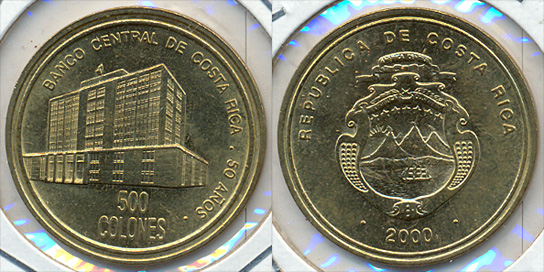 BANCO CENTRAL DE COSTA RICA · 50 AÑOS ·
500
COLONES
REPUBLICA DE COSTA RICA
· 2000 ·